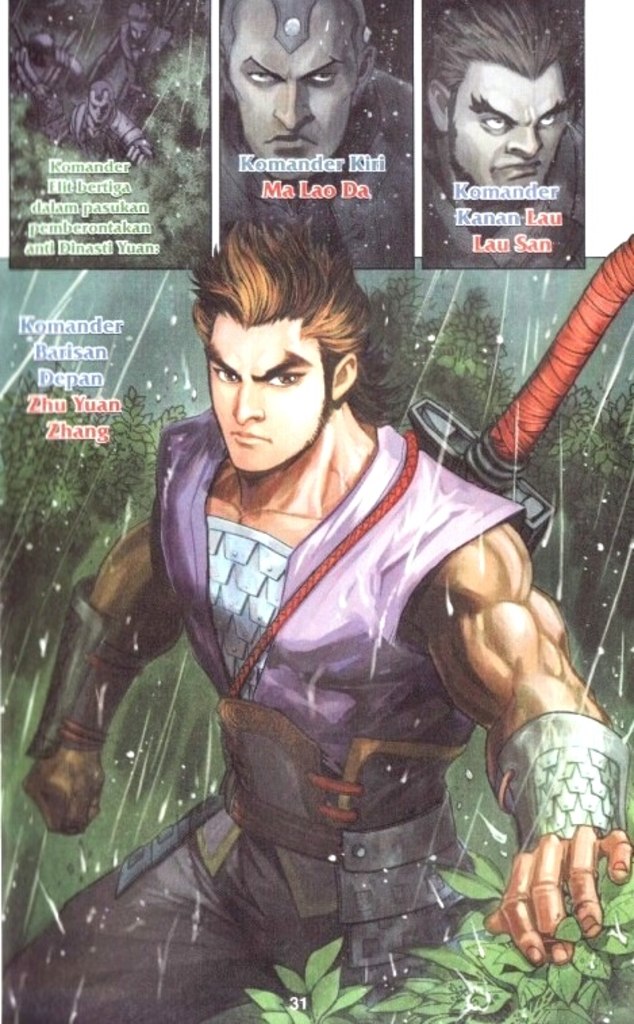 Komander
Elit bertiga
dalam pasukan
pemberontakan
anti Dinasti Yuan:
Komander Kiri
Ma Lao Da
Komander
Kanan Lau
Lau San
Komander
Barisan
Depan
Zhu Yuan
Zhang
31